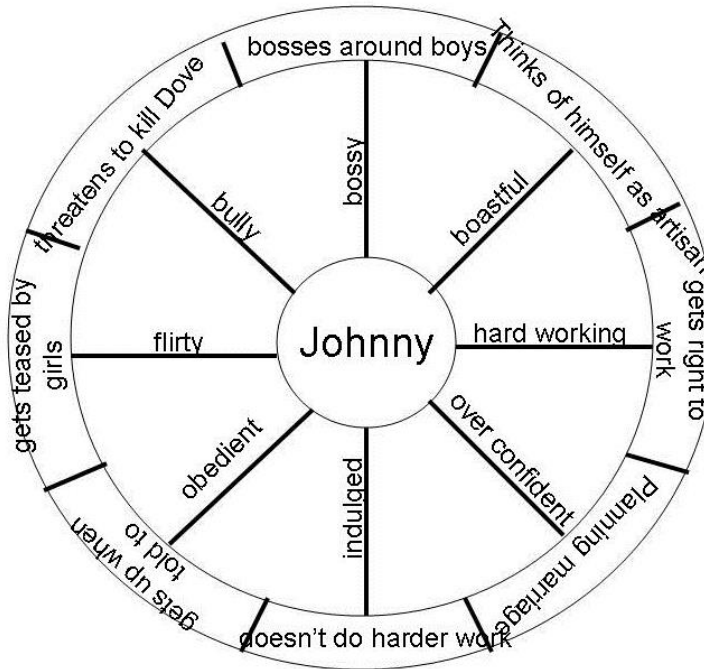 bosses around boys
bossy
Thinks of himself as artisan
boastful
gets right to
work
hard working
Planning marriage
over confident
doesn't do harder work
indulged
gets up when
told to
obedient
gets teased by
girls
flirty
threatens to kill Dove
bully
Johnny